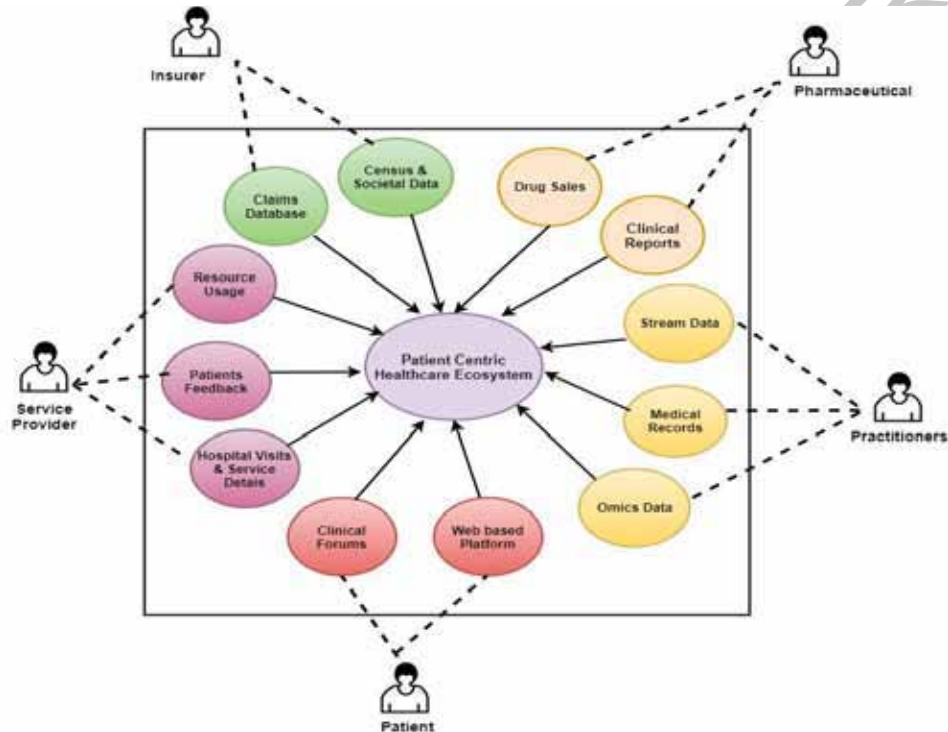 Insurer
Pharmaceutical
Census &
Societal Data
Drug Sales
Claims
Database
Clinical
Reports
Resource
Usage
Stream Data
Patient Centric
Healthcare Ecosystem
Patients
Feedback
Service
Provider
Medical
Records
Practitioners
Hospital Visits
& Service
Detais
Omics Data
Clinical
Forums
Web based
Platform
Patient